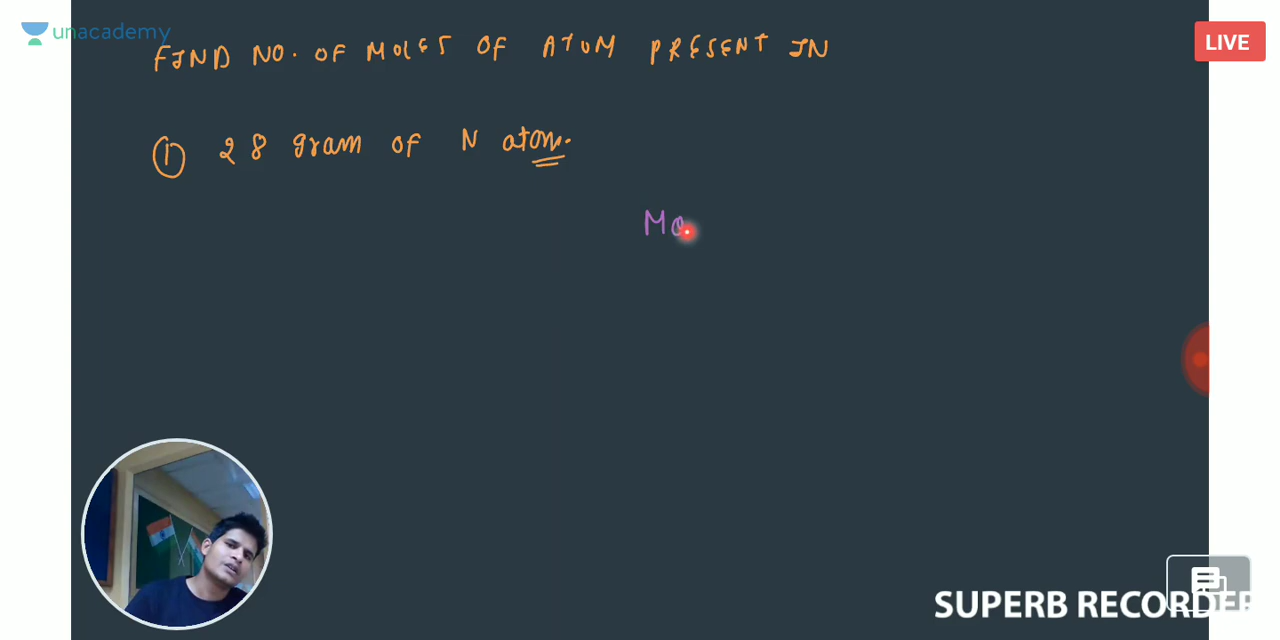 unacademy
LIVE
FIND NO. OF MOLES OF ATOM PRESENT IN
① 28 gram of N atom.
Mo
SUPERB RECORDER